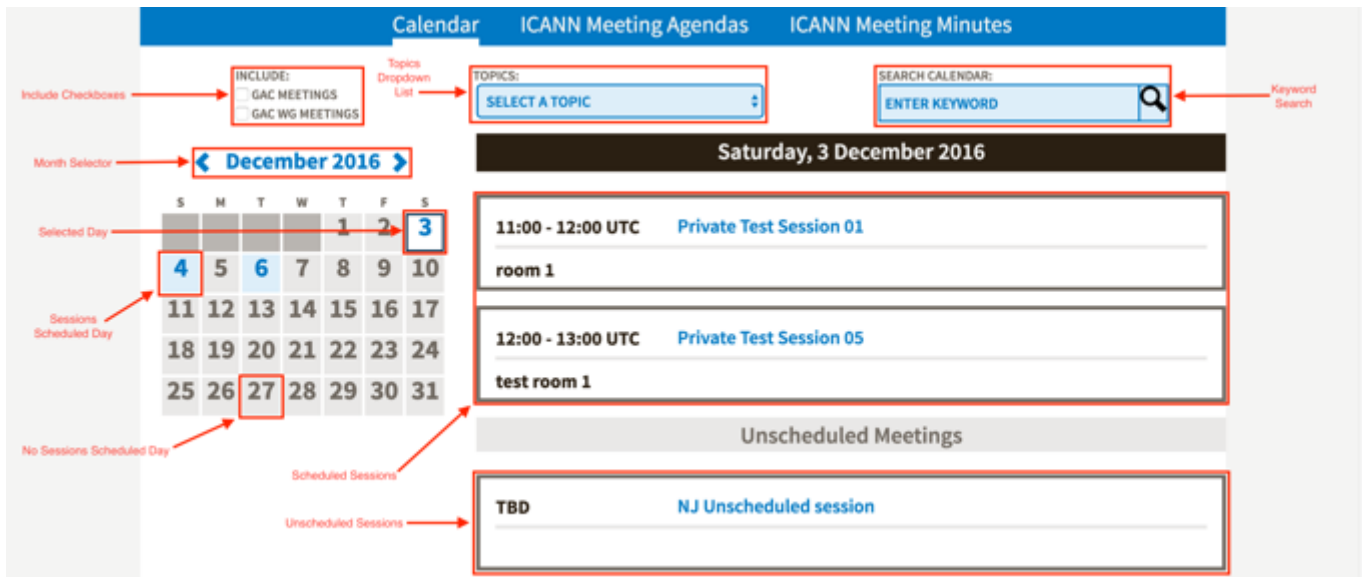 Calendar ICANN Meeting Agendas ICANN Meeting Minutes
Include Checkboxes
INCLUDE:
GAC MEETINGS
GAC WG MEETINGS
Topics
Dropdown
List
TOPICS:
SELECT A TOPIC
SEARCH CALENDAR:
ENTER KEYWORD
Keyword
Search
Month Selector
December 2016
Saturday, 3 December 2016
S M T W T F S
Selected Day
1 2 3
4 5 6 7 8 9 10
11 12 13 14 15 16 17
18 19 20 21 22 23 24
25 26 27 28 29 30 31
Sessions
Scheduled Day
No Sessions Scheduled Day
11:00 - 12:00 UTC Private Test Session 01
room 1
12:00 - 13:00 UTC Private Test Session 05
test room 1
Scheduled Sessions
Unscheduled Meetings
Unscheduled Sessions
TBD NJ Unscheduled session